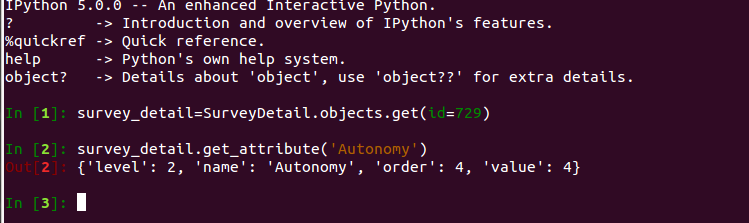 IPython 5.0.0 -- An enhanced Interactive Python.
?         -> Introduction and overview of IPython's features.
%quickref -> Quick reference.
help      -> Python's own help system.
object?   -> Details about 'object', use 'object??' for extra details.
In [1]: survey_detail=SurveyDetail.objects.get(id=729)
In [2]: survey_detail.get_attribute('Autonomy')
Out[2]: {'level': 2, 'name': 'Autonomy', 'order': 4, 'value': 4}
In [3]: